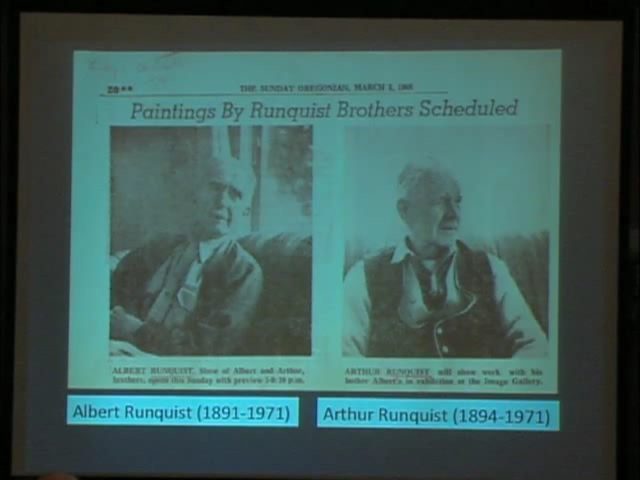 THE SUNDAY OREGONIAN, MARCH 3, 1968
Paintings By Runquist Brothers Scheduled
ALBERT RUNQUIST. Show of Albert and Arthur,
brothers, opens this Sunday with preview
ARTHUR RUNQUIST will show work with his
brother Albert's in exhibition at the Image Gallery.
Albert Runquist (1891-1971)
Arthur Runquist (1894-1971)